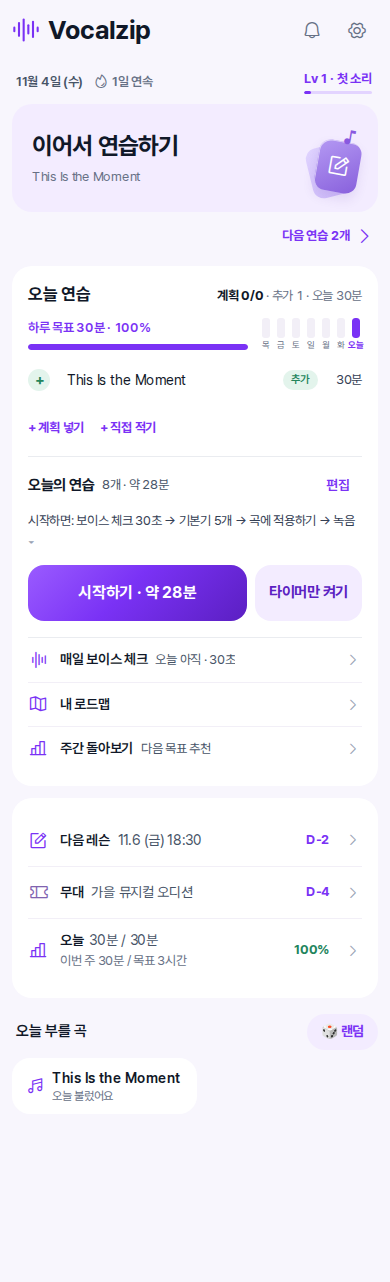 Vocalzip
11월 4일 (수) 1일 연속
Lv 1 · 첫 소리
이어서 연습하기
This Is the Moment
다음 연습 2개
오늘 연습
계획 0/0 · 추가 1 · 오늘 30분
하루 목표 30분 · 100%
목 금 토 일 월 화 오늘
+ This Is the Moment 추가 30분
+ 계획 넣기 + 직접 적기
오늘의 연습 8개 · 약 28분 편집
시작하면: 보이스 체크 30초 → 기본기 5개 → 곡에 적용하기 → 녹음
시작하기 · 약 28분
타이머만 켜기
매일 보이스 체크 오늘 아직 · 30초
내 로드맵
주간 돌아보기 다음 목표 추천
다음 레슨 11.6 (금) 18:30 D-2
무대 가을 뮤지컬 오디션 D-4
오늘 30분 / 30분
이번 주 30분 / 목표 3시간
100%
오늘 부를 곡
🎲 랜덤
This Is the Moment
오늘 불렀어요